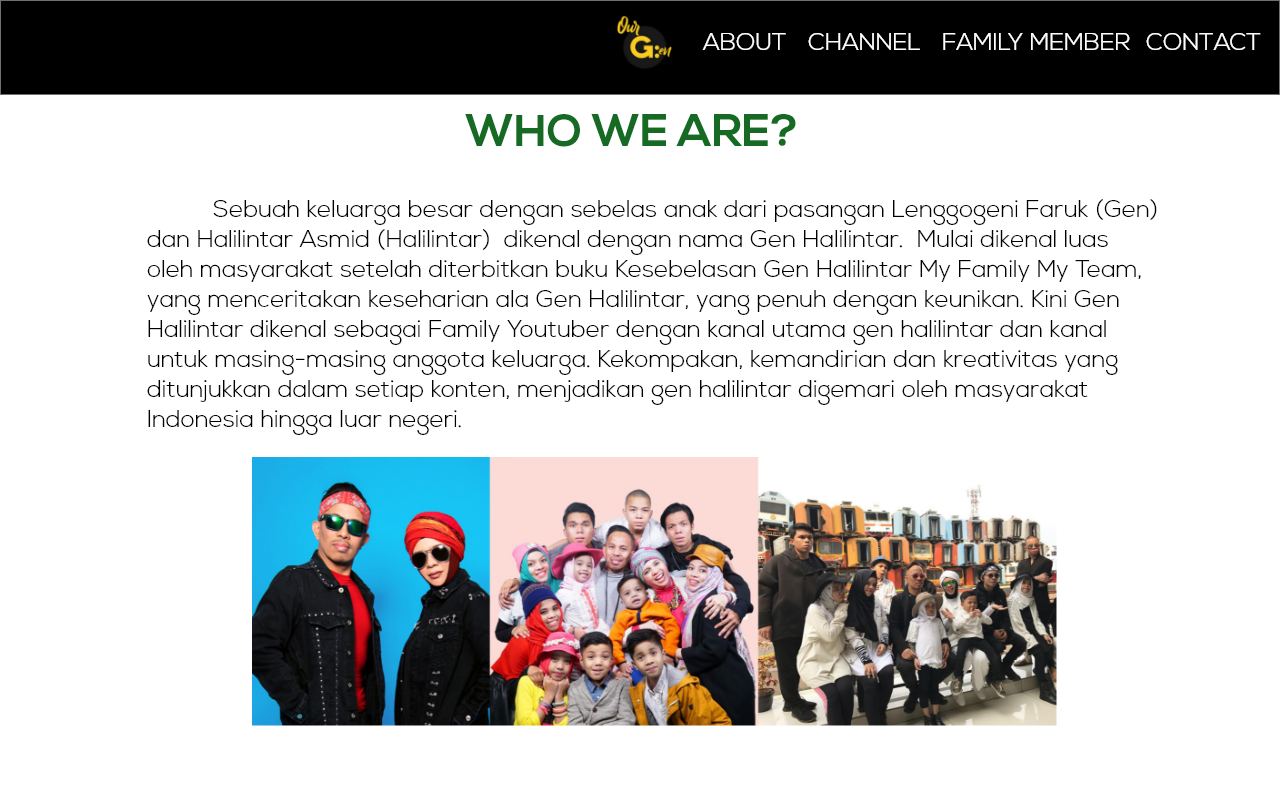 Our
G:en
ABOUT CHANNEL FAMILY MEMBER CONTACT
WHO WE ARE?
Sebuah keluarga besar dengan sebelas anak dari pasangan Lenggogeni Faruk (Gen)
dan Halilintar Asmid (Halilintar) dikenal dengan nama Gen Halilintar. Mulai dikenal luas
oleh masyarakat setelah diterbitkan buku Kesebelasan Gen Halilintar My Family My Team,
yang menceritakan keseharian ala Gen Halilintar, yang penuh dengan keunikan. Kini Gen
Halilintar dikenal sebagai Family Youtuber dengan kanal utama gen halilintar dan kanal
untuk masing-masing anggota keluarga. Kekompakan, kemandirian dan kreativitas yang
ditunjukkan dalam setiap konten, menjadikan gen halilintar digemari oleh masyarakat
Indonesia hingga luar negeri.